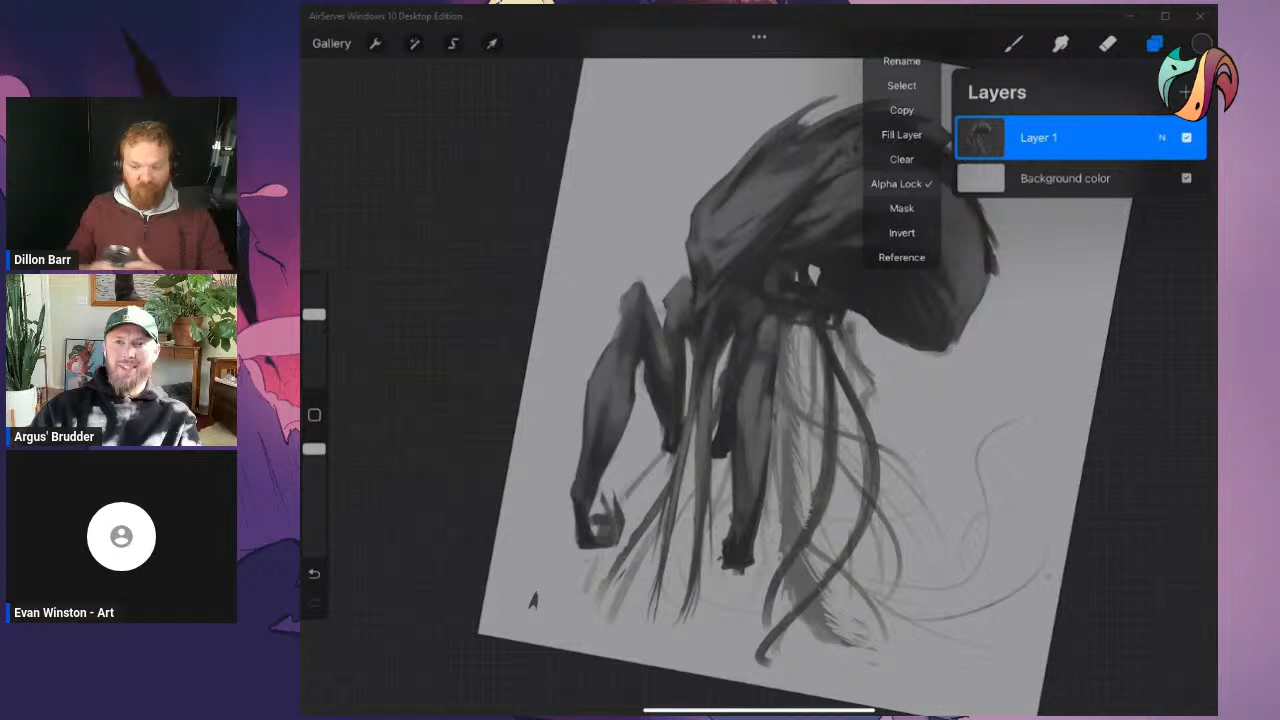 AirServer Windows 10 Desktop Edition
Gallery
Rename
Select
Copy
Fill Layer
Clear
Alpha Lock
Mask
Invert
Reference
Layers
Layer 1
N
Background color
Dillon Barr
Argus' Brudder
Evan Winston - Art